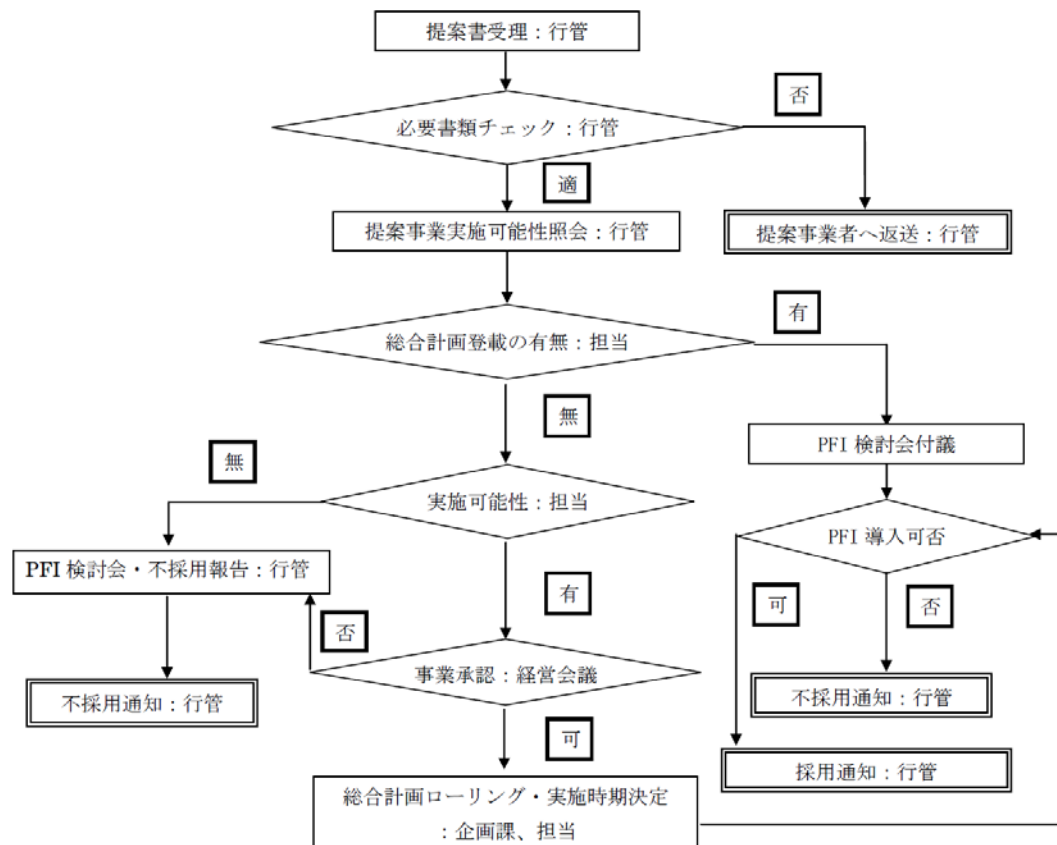 提案書受理：行管
否
必要書類チェック：行管
適
提案事業実施可能性照会：行管
提案事業者へ返送：行管
有
総合計画登載の有無：担当
無
PFI 検討会付議
無
実施可能性：担当
PFI 導入可否
PFI 検討会・不採用報告：行管
有
可
否
否
事業承認：経営会議
不採用通知：行管
不採用通知：行管
可
採用通知：行管
総合計画ローリング・実施時期決定
：企画課、担当